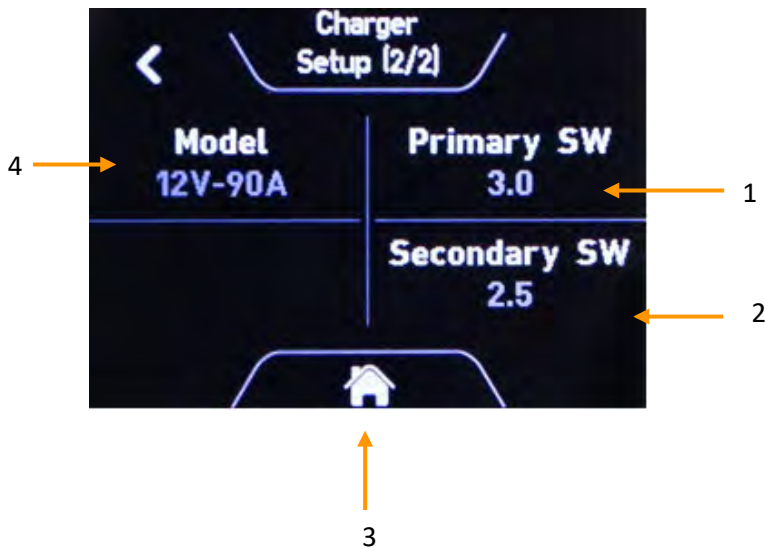 Charger
Setup (2/2)
Model
12V-90A
Primary SW
3.0
Secondary SW
2.5
4
1
2
3